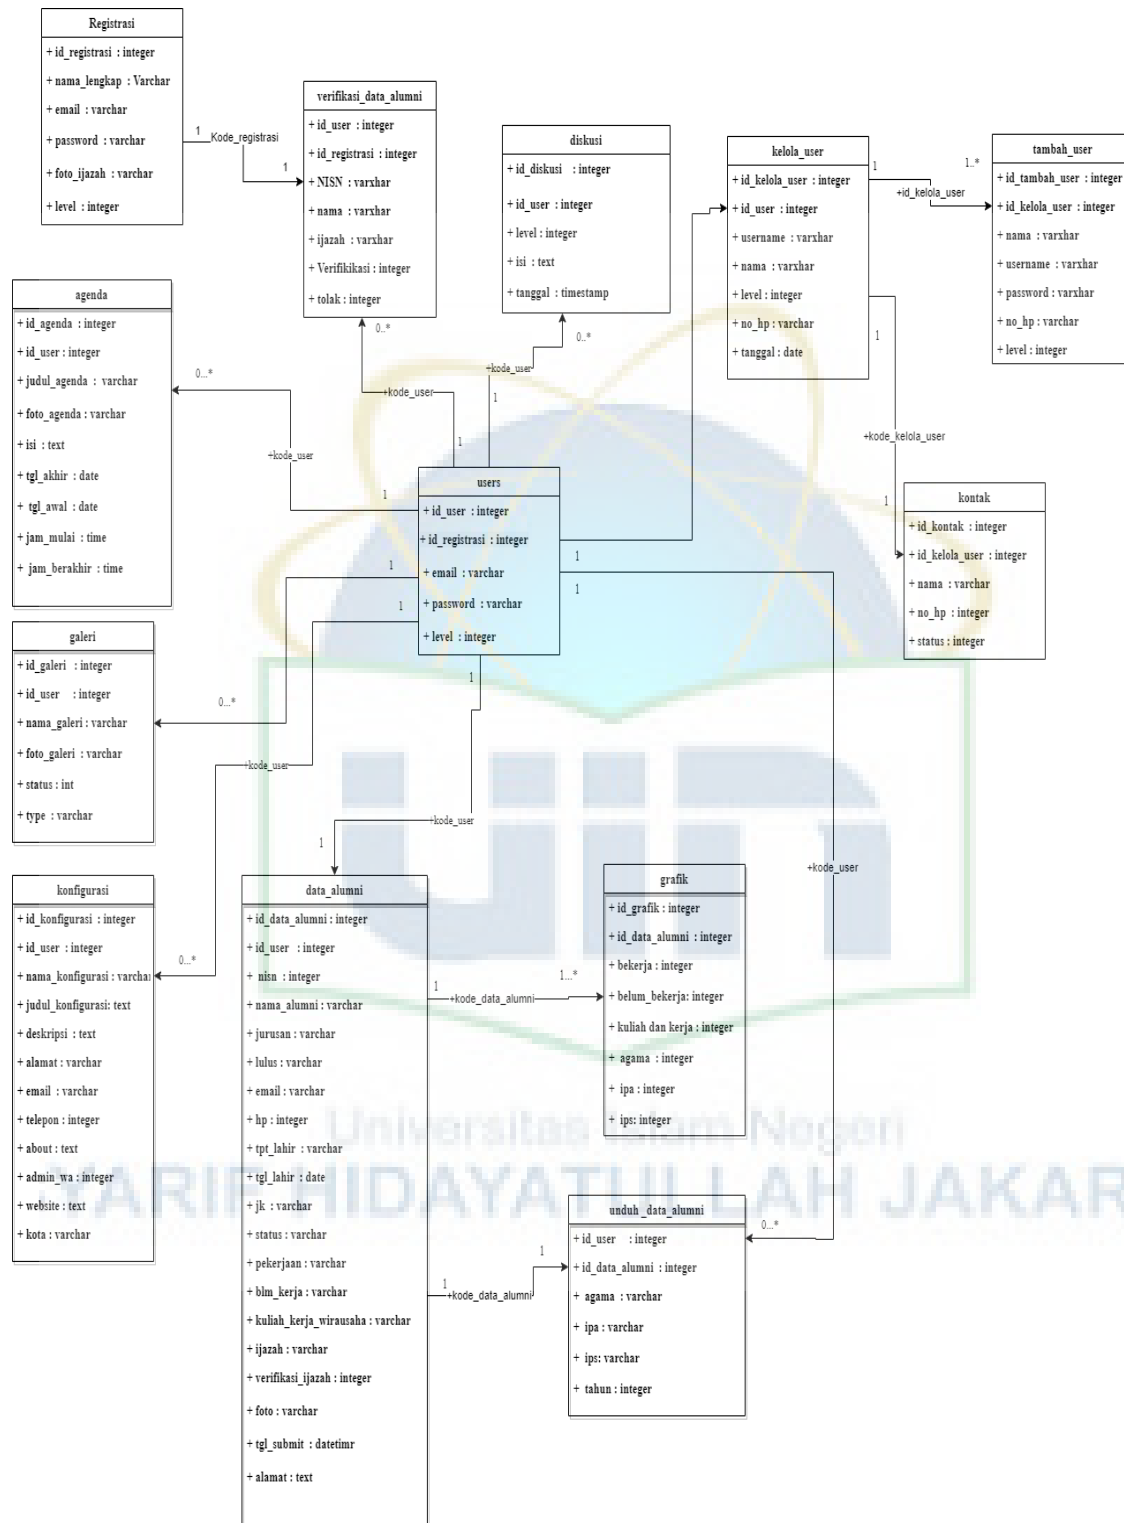 Registrasi
+ id_registrasi : integer
+ nama_lengkap : Varchar
+ email : varchar
+ password : varchar
+ foto_ijazah : varchar
+ level : integer
1
Kode_registrasi
1
verifikasi_data_alumni
+ id_user : integer
+ id_registrasi : integer
+ NISN : varxhar
+ nama : varxhar
+ ijazah : varxhar
+ Verifikikasi : integer
+ tolak : integer
0..*
+kode_user
1
diskusi
+ id_diskusi : integer
+ id_user : integer
+ level : integer
+ isi : text
+ tanggal : timestamp
0..*
+kode_user
1
kelola_user
+ id_kelola_user : integer
+ id_user : integer
+ username : varxhar
+ nama : varxhar
+ level : integer
+ no_hp : varchar
+ tanggal : date
1
+id_kelola_user
1..*
tambah_user
+ id_tambah_user : integer
+ id_kelola_user : integer
+ nama : varxhar
+ username : varxhar
+ password : varxhar
+ no_hp : varchar
+ level : integer
1
+kode_kelola_user
1
kontak
+ id_kontak : integer
+ id_kelola_user : integer
+ nama : varchar
+ no_hp : integer
+ status : integer
agenda
+ id_agenda : integer
+ id_user : integer
+ judul_agenda : varchar
+ foto_agenda : varchar
+ isi : text
+ tgl_akhir : date
+ tgl_awal : date
+ jam_mulai : time
+ jam_berakhir : time
0...*
+kode_user
1
users
+ id_user : integer
+ id_registrasi : integer
+ email : varchar
+ password : varchar
+ level : integer
1
1
1
1
1
galeri
+ id_galeri : integer
+ id_user : integer
+ nama_galeri : varchar
+ foto_galeri : varchar
+ status : int
+ type : varchar
0...*
+kode_user
+kode_user
1
+kode_user
konfigurasi
+ id_konfigurasi : integer
+ id_user : integer
+ nama_konfigurasi : varchar
+ judul_konfigurasi: text
+ deskripsi : text
+ alamat : varchar
+ email : varchar
+ telepon : integer
+ about : text
+ admin_wa : integer
+ website : text
+ kota : varchar
0...*
data_alumni
+ id_data_alumni : integer
+ id_user : integer
+ nisn : integer
+ nama_alumni : varchar
+ jurusan : varchar
+ lulus : varchar
+ email : varchar
+ hp : integer
+ tpt_lahir : varchar
+ tgl_lahir : date
+ jk : varchar
+ status : varchar
+ pekerjaan : varchar
+ blm_kerja : varchar
+ kuliah_kerja_wirausaha : varchar
+ ijazah : varchar
+ verifikasi_ijazah : integer
+ foto : varchar
+ tgl_submit : datetimr
+ alamat : text
1
+kode_data_alumni
1...*
grafik
+ id_grafik : integer
+ id_data_alumni : integer
+ bekerja : integer
+ belum_bekerja: integer
+ kuliah dan kerja : integer
+ agama : integer
+ ipa : integer
+ ips: integer
1
+kode_data_alumni
1
unduh_data_alumni
+ id_user : integer
+ id_data_alumni : integer
+ agama : varchar
+ ipa : varchar
+ ips: varchar
+ tahun : integer
0...*
uin
Universitas Islam Negeri
SYARIF HIDAYATULLAH JAKAR